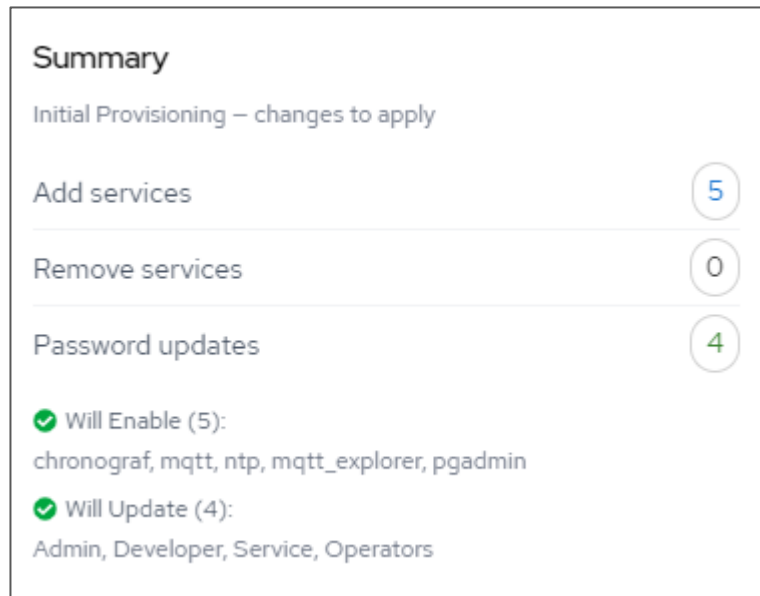 Summary
Initial Provisioning – changes to apply
Add services 5
Remove services 0
Password updates 4
Will Enable (5):
chronograf, mqtt, ntp, mqtt_explorer, pgadmin
Will Update (4):
Admin, Developer, Service, Operators